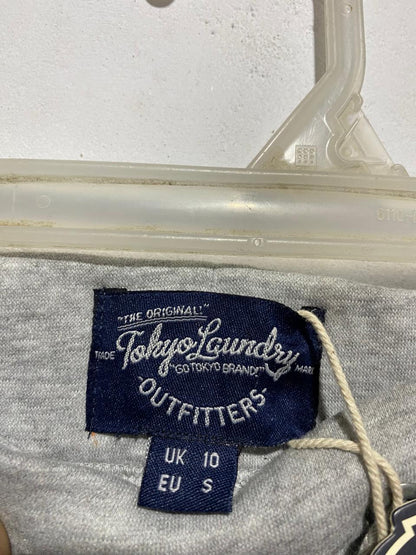 "THE ORIGINAL!"
TRADE Tokyo Laundry MARK
"GO TOKYO BRAND!"
-OUTFITTERS-
UK 10
EU S